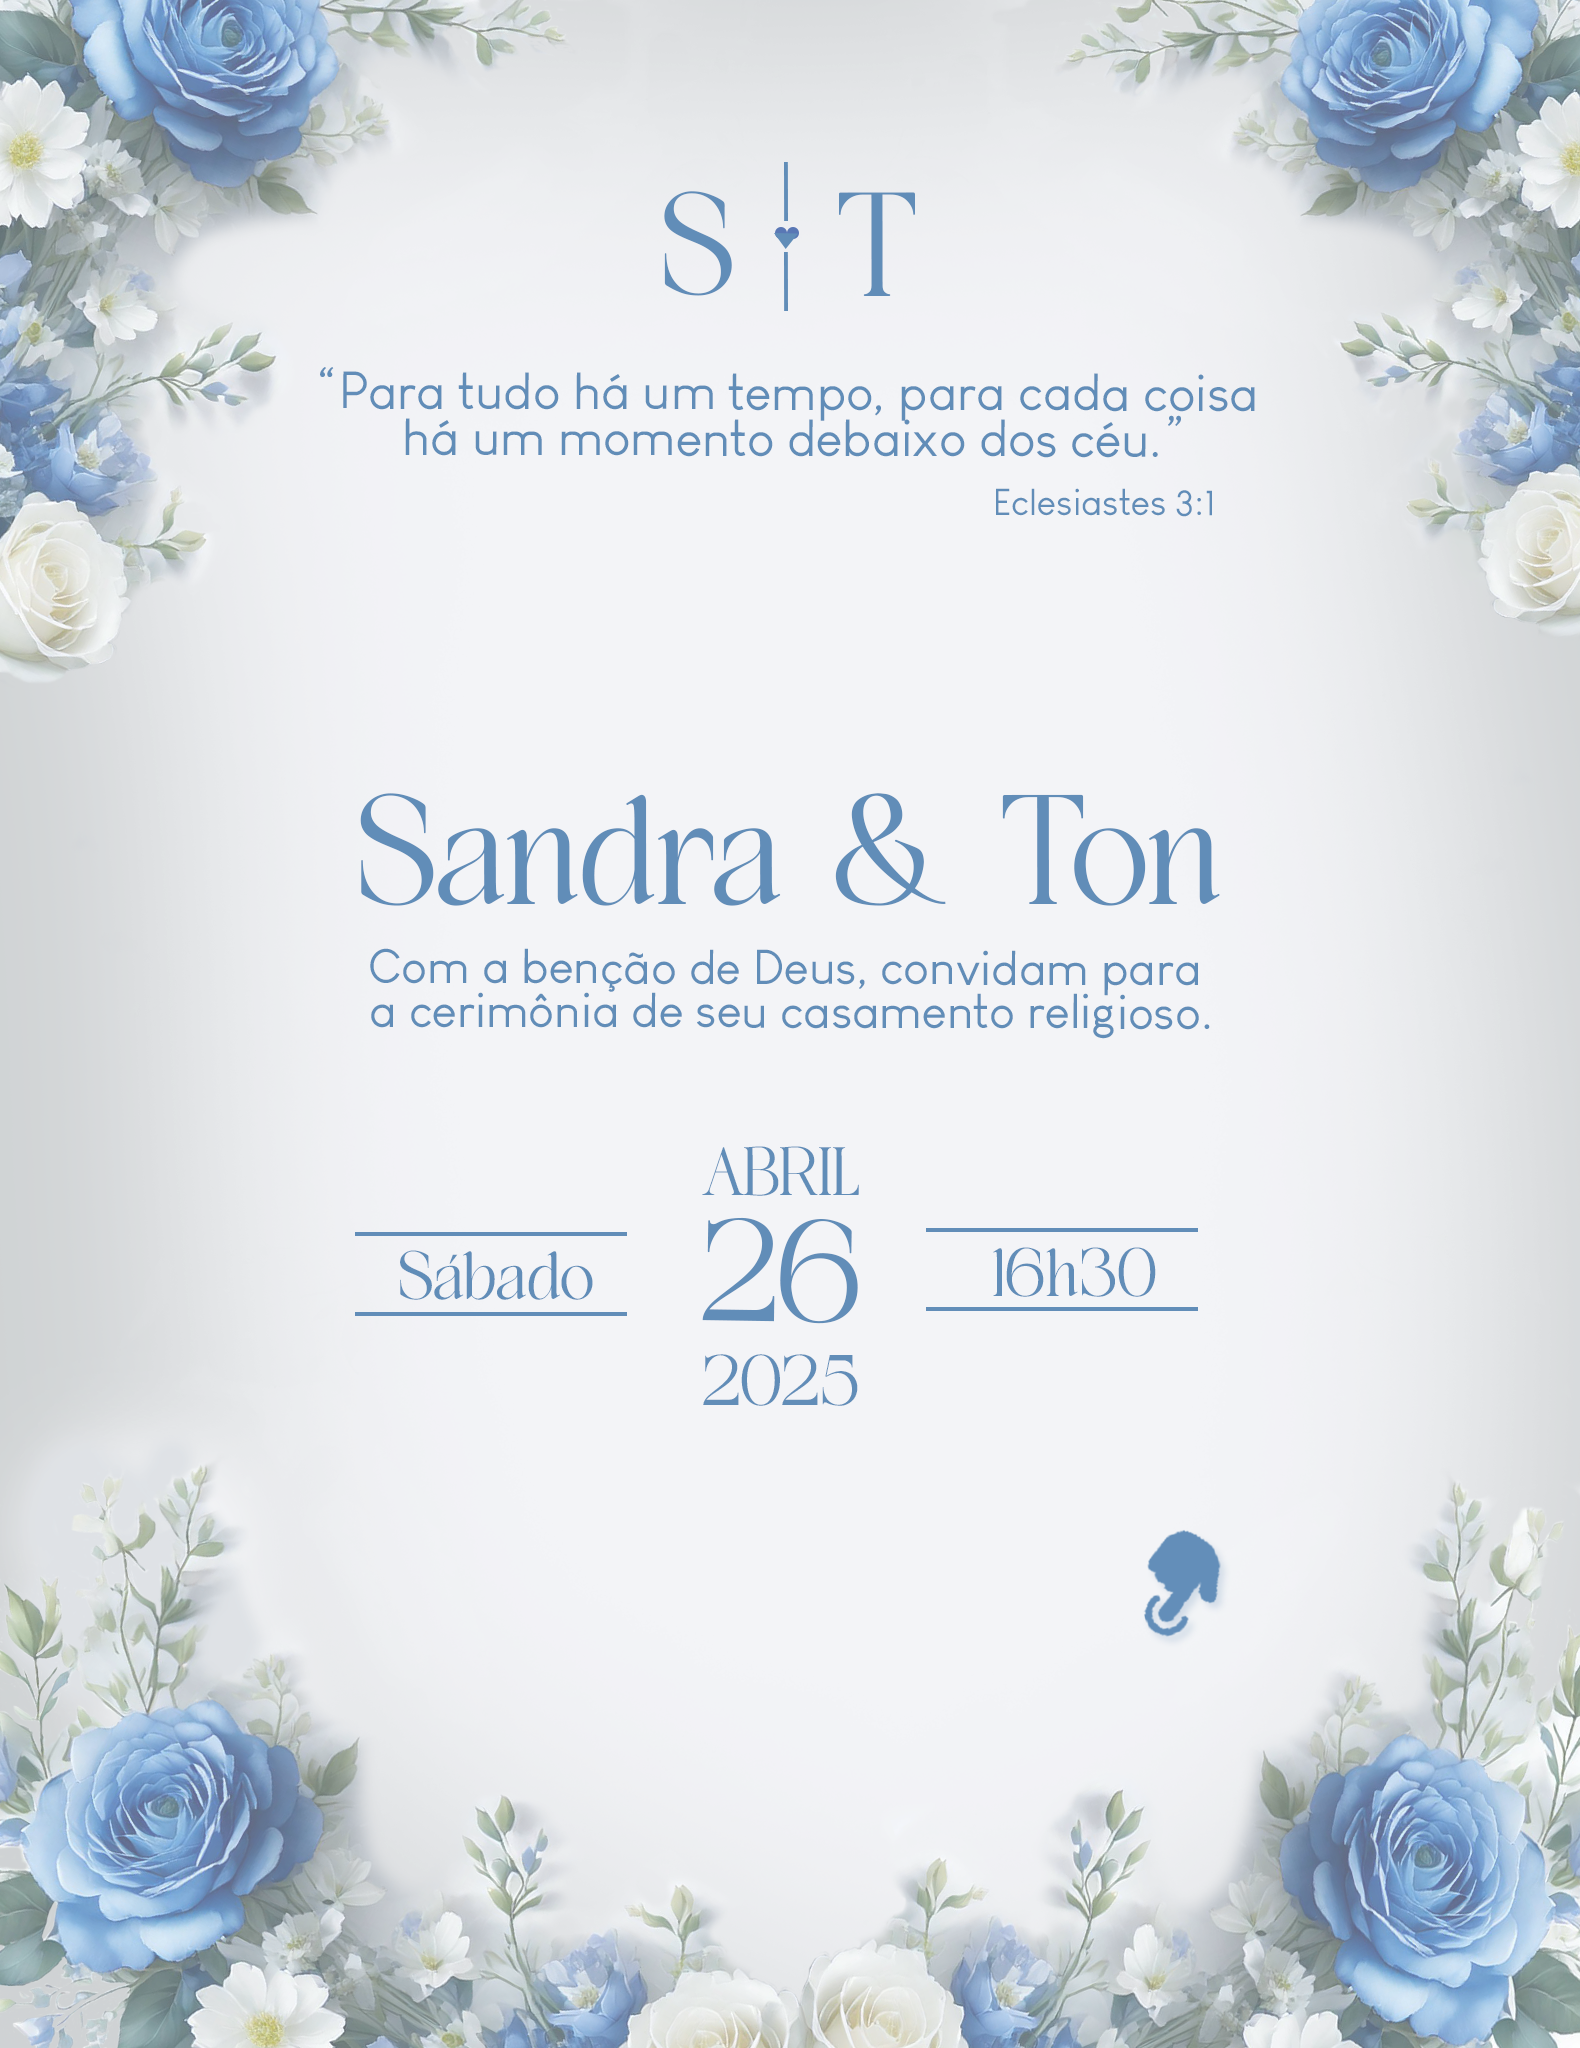 S T
“Para tudo há um tempo, para cada coisa
há um momento debaixo dos céu.”
Eclesiastes 3:1
Sandra & Ton
Com a benção de Deus, convidam para
a cerimônia de seu casamento religioso.
ABRIL
Sábado 26 16h30
2025